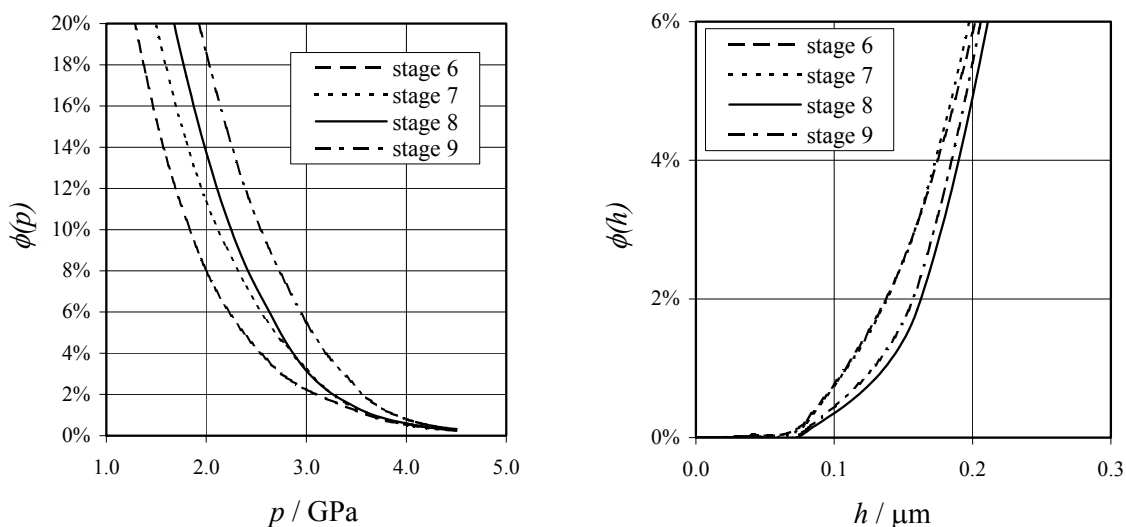 20%
18%
16%
14%
12%
10%
8%
6%
4%
2%
0%
ϕ(p)
stage 6
stage 7
stage 8
stage 9
1.0 2.0 3.0 4.0 5.0
p / GPa
6%
4%
2%
0%
ϕ(h)
stage 6
stage 7
stage 8
stage 9
0.0 0.1 0.2 0.3
h / μm